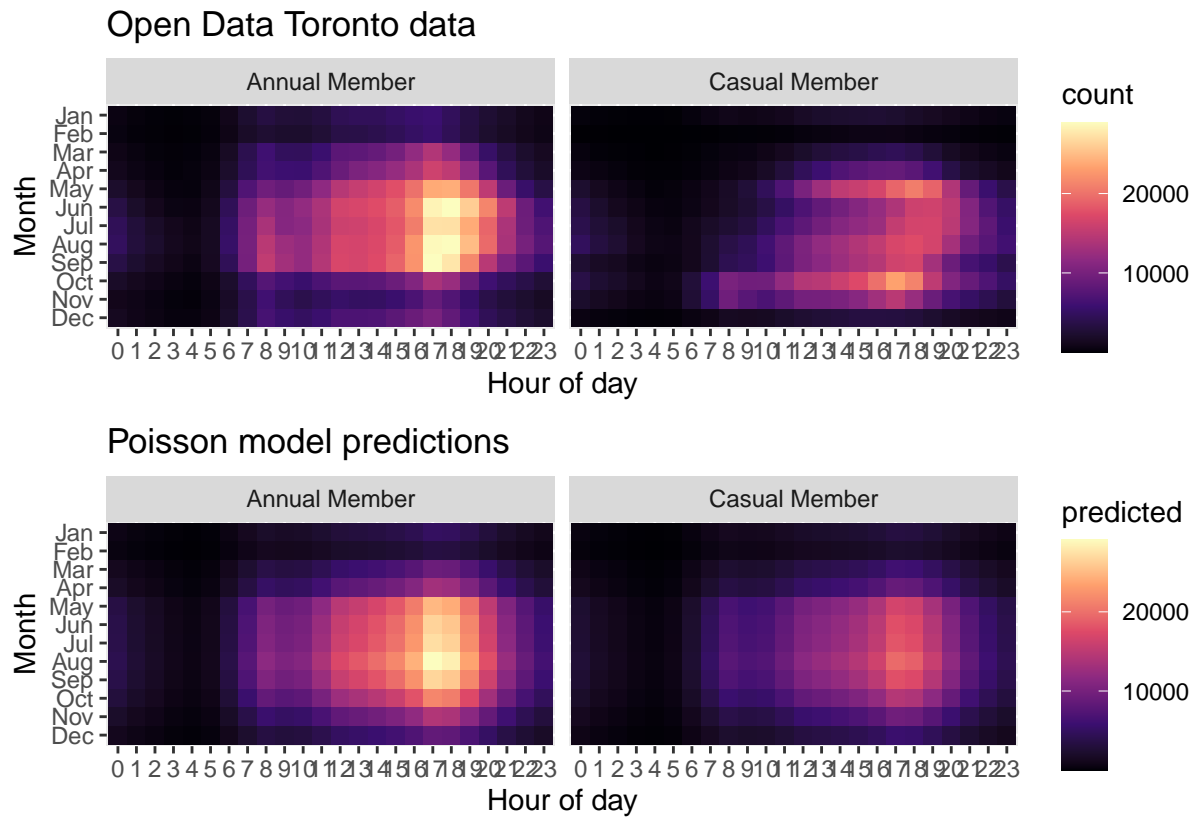 Open Data Toronto data
Annual Member
Casual Member
count
Jan
Feb
Mar
Apr
May
Jun
Jul
Aug
Sep
Oct
Nov
Dec
Month
20000
10000
0 1 2 3 4 5 6 7 8 9 10 11 12 13 14 15 16 17 18 19 20 21 22 23
0 1 2 3 4 5 6 7 8 9 10 11 12 13 14 15 16 17 18 19 20 21 22 23
Hour of day
Poisson model predictions
Annual Member
Casual Member
predicted
Jan
Feb
Mar
Apr
May
Jun
Jul
Aug
Sep
Oct
Nov
Dec
Month
20000
10000
0 1 2 3 4 5 6 7 8 9 10 11 12 13 14 15 16 17 18 19 20 21 22 23
0 1 2 3 4 5 6 7 8 9 10 11 12 13 14 15 16 17 18 19 20 21 22 23
Hour of day